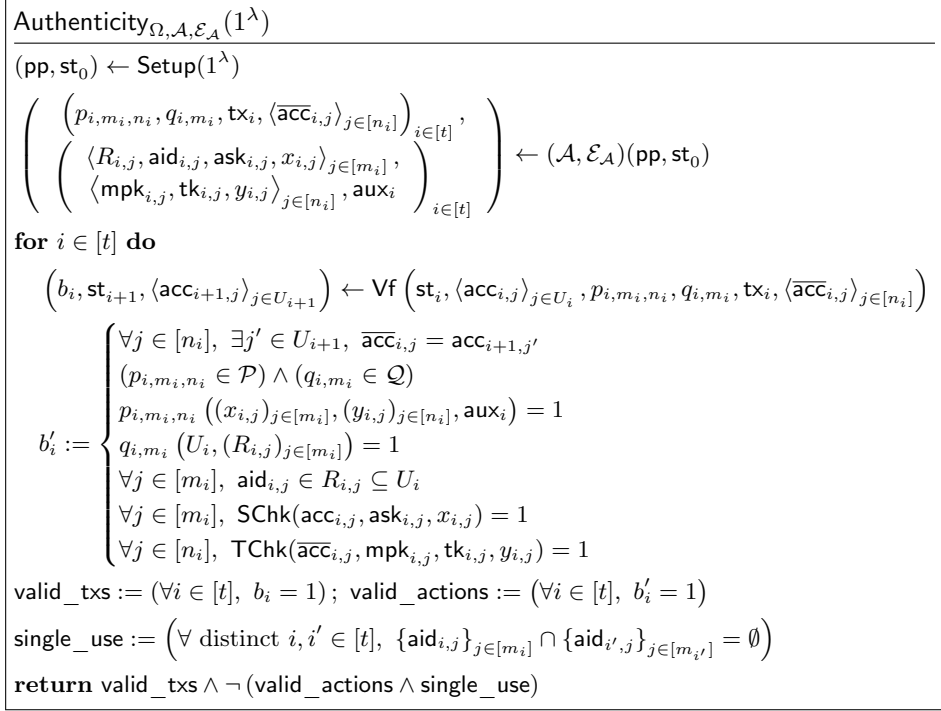 Authenticity_{Ω,𝒜,ℰ_𝒜}(1^λ)
(pp, st_0) ← Setup(1^λ)
( (p_{i,m_i,n_i}, q_{i,m_i}, tx_i, ⟨\overline{acc}_{i,j}⟩_{j∈[n_i]})_{i∈[t]},
( ⟨R_{i,j}, aid_{i,j}, ask_{i,j}, x_{i,j}⟩_{j∈[m_i]},
⟨mpk_{i,j}, tk_{i,j}, y_{i,j}⟩_{j∈[n_i]}, aux_i )_{i∈[t]} ) ← (𝒜, ℰ_𝒜)(pp, st_0)
for i ∈ [t] do
(b_i, st_{i+1}, ⟨acc_{i+1,j}⟩_{j∈U_{i+1}}) ← Vf (st_i, ⟨acc_{i,j}⟩_{j∈U_i}, p_{i,m_i,n_i}, q_{i,m_i}, tx_i, ⟨\overline{acc}_{i,j}⟩_{j∈[n_i]})
b′_i := { ∀j ∈ [n_i], ∃j′ ∈ U_{i+1}, \overline{acc}_{i,j} = acc_{i+1,j′}
(p_{i,m_i,n_i} ∈ 𝒫) ∧ (q_{i,m_i} ∈ 𝒬)
p_{i,m_i,n_i} ((x_{i,j})_{j∈[m_i]}, (y_{i,j})_{j∈[n_i]}, aux_i) = 1
q_{i,m_i} (U_i, (R_{i,j})_{j∈[m_i]}) = 1
∀j ∈ [m_i], aid_{i,j} ∈ R_{i,j} ⊆ U_i
∀j ∈ [m_i], SChk(acc_{i,j}, ask_{i,j}, x_{i,j}) = 1
∀j ∈ [n_i], TChk(\overline{acc}_{i,j}, mpk_{i,j}, tk_{i,j}, y_{i,j}) = 1
valid_txs := (∀i ∈ [t], b_i = 1) ; valid_actions := (∀i ∈ [t], b′_i = 1)
single_use := (∀ distinct i, i′ ∈ [t], {aid_{i,j}}_{j∈[m_i]} ∩ {aid_{i′,j}}_{j∈[m_{i′}]} = ∅)
return valid_txs ∧ ¬ (valid_actions ∧ single_use)